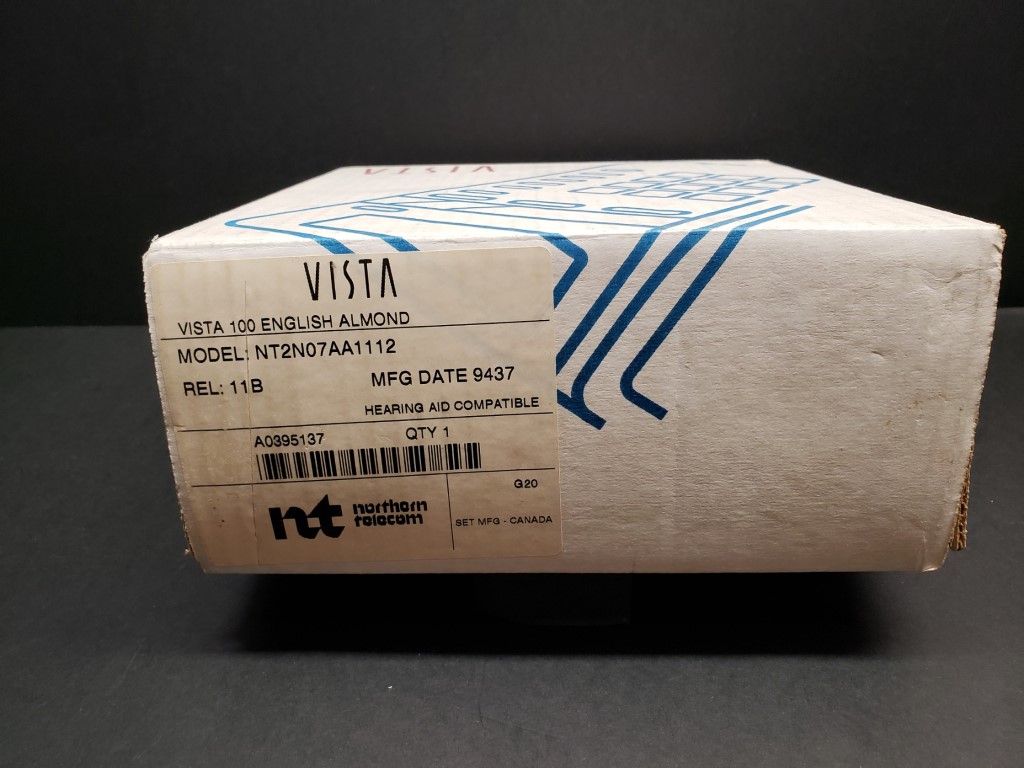 VISTA
VISTA
VISTA 100 ENGLISH ALMOND
MODEL: NT2N07AA1112
REL: 11B MFG DATE 9437
HEARING AID COMPATIBLE
A0395137 QTY 1
G20
nt northern
telecom
SET MFG - CANADA